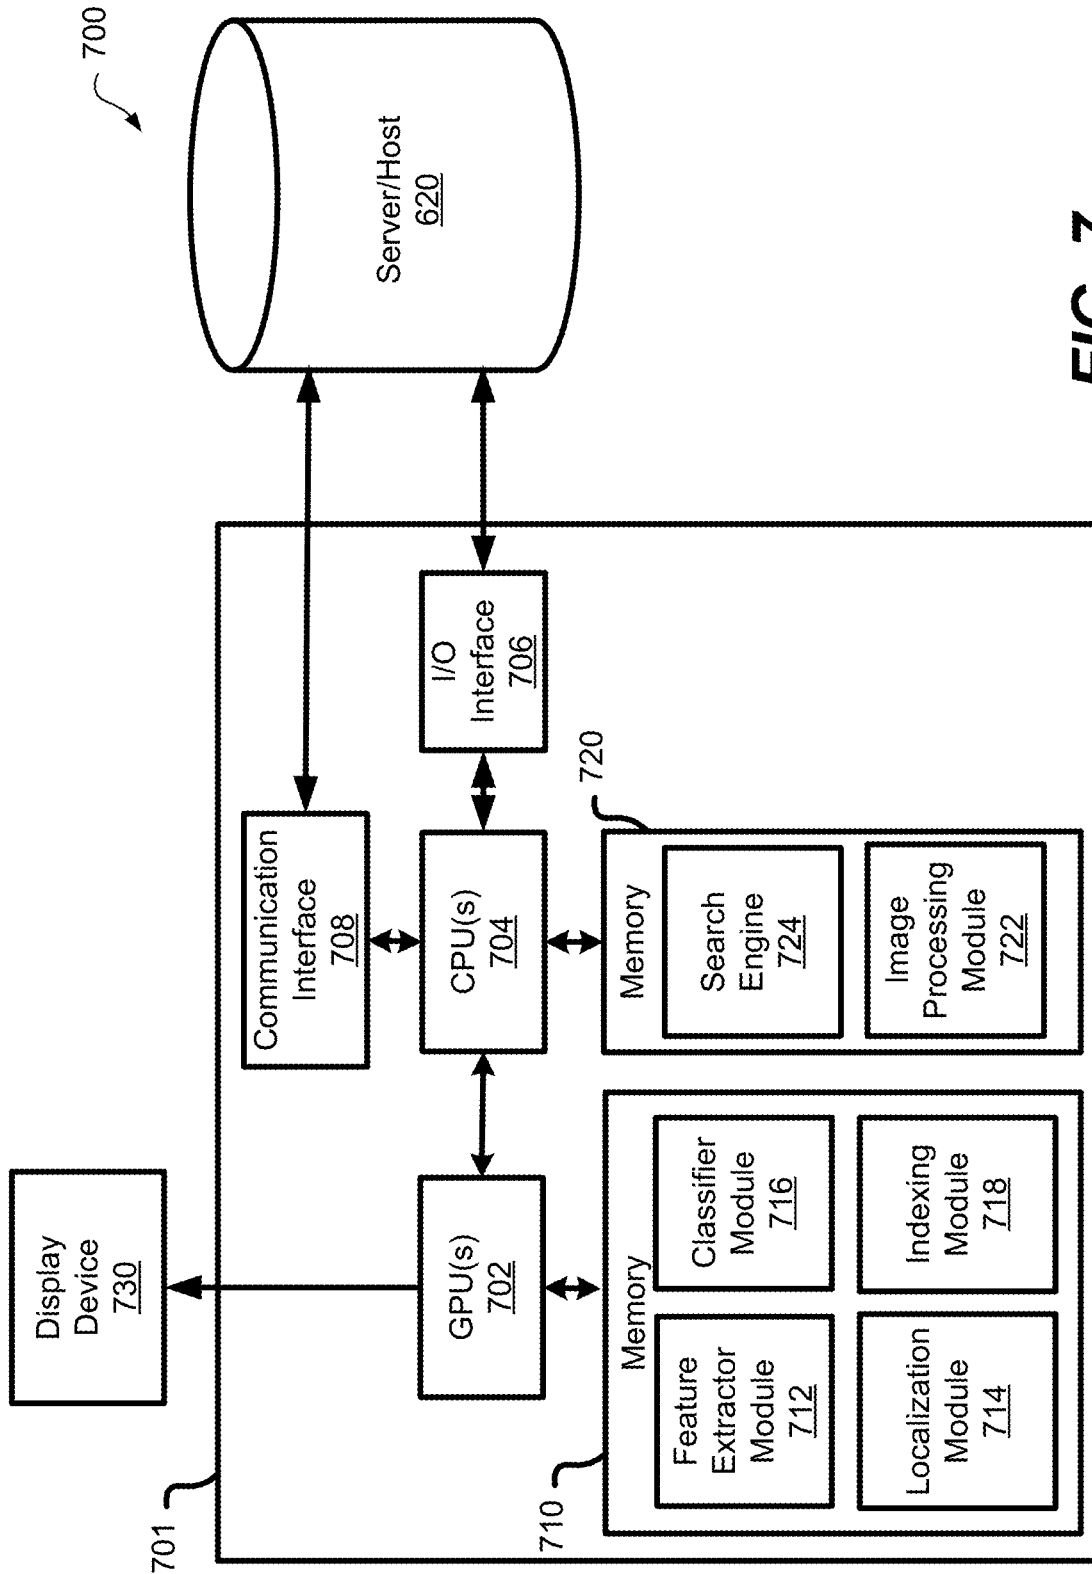 700
Display
Device
730
701
Communication
Interface
708
Server/Host
620
GPU(s)
702
CPU(s)
704
I/O
Interface
706
710
Memory
Feature
Extractor
Module
712
Classifier
Module
716
Localization
Module
714
Indexing
Module
718
720
Memory
Search
Engine
724
Image
Processing
Module
722
FIG. 7